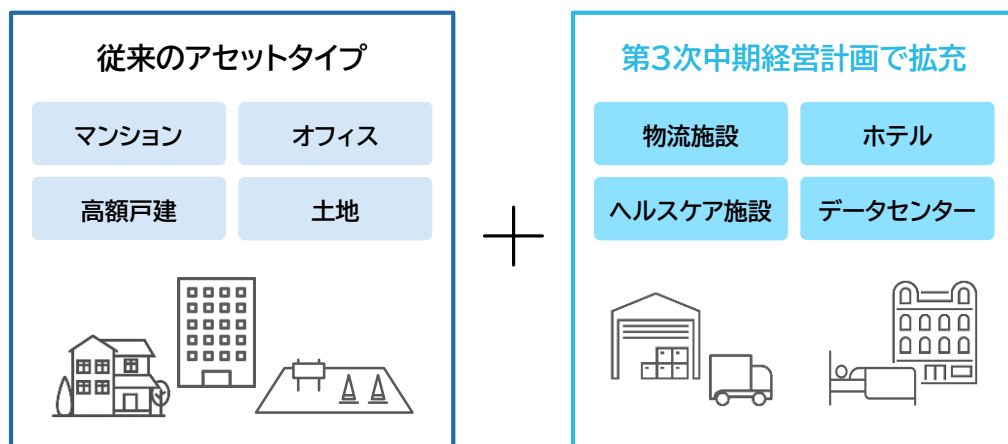 従来のアセットタイプ
マンション
オフィス
高額戸建
土地
第3次中期経営計画で拡充
物流施設
ホテル
ヘルスケア施設
データセンター